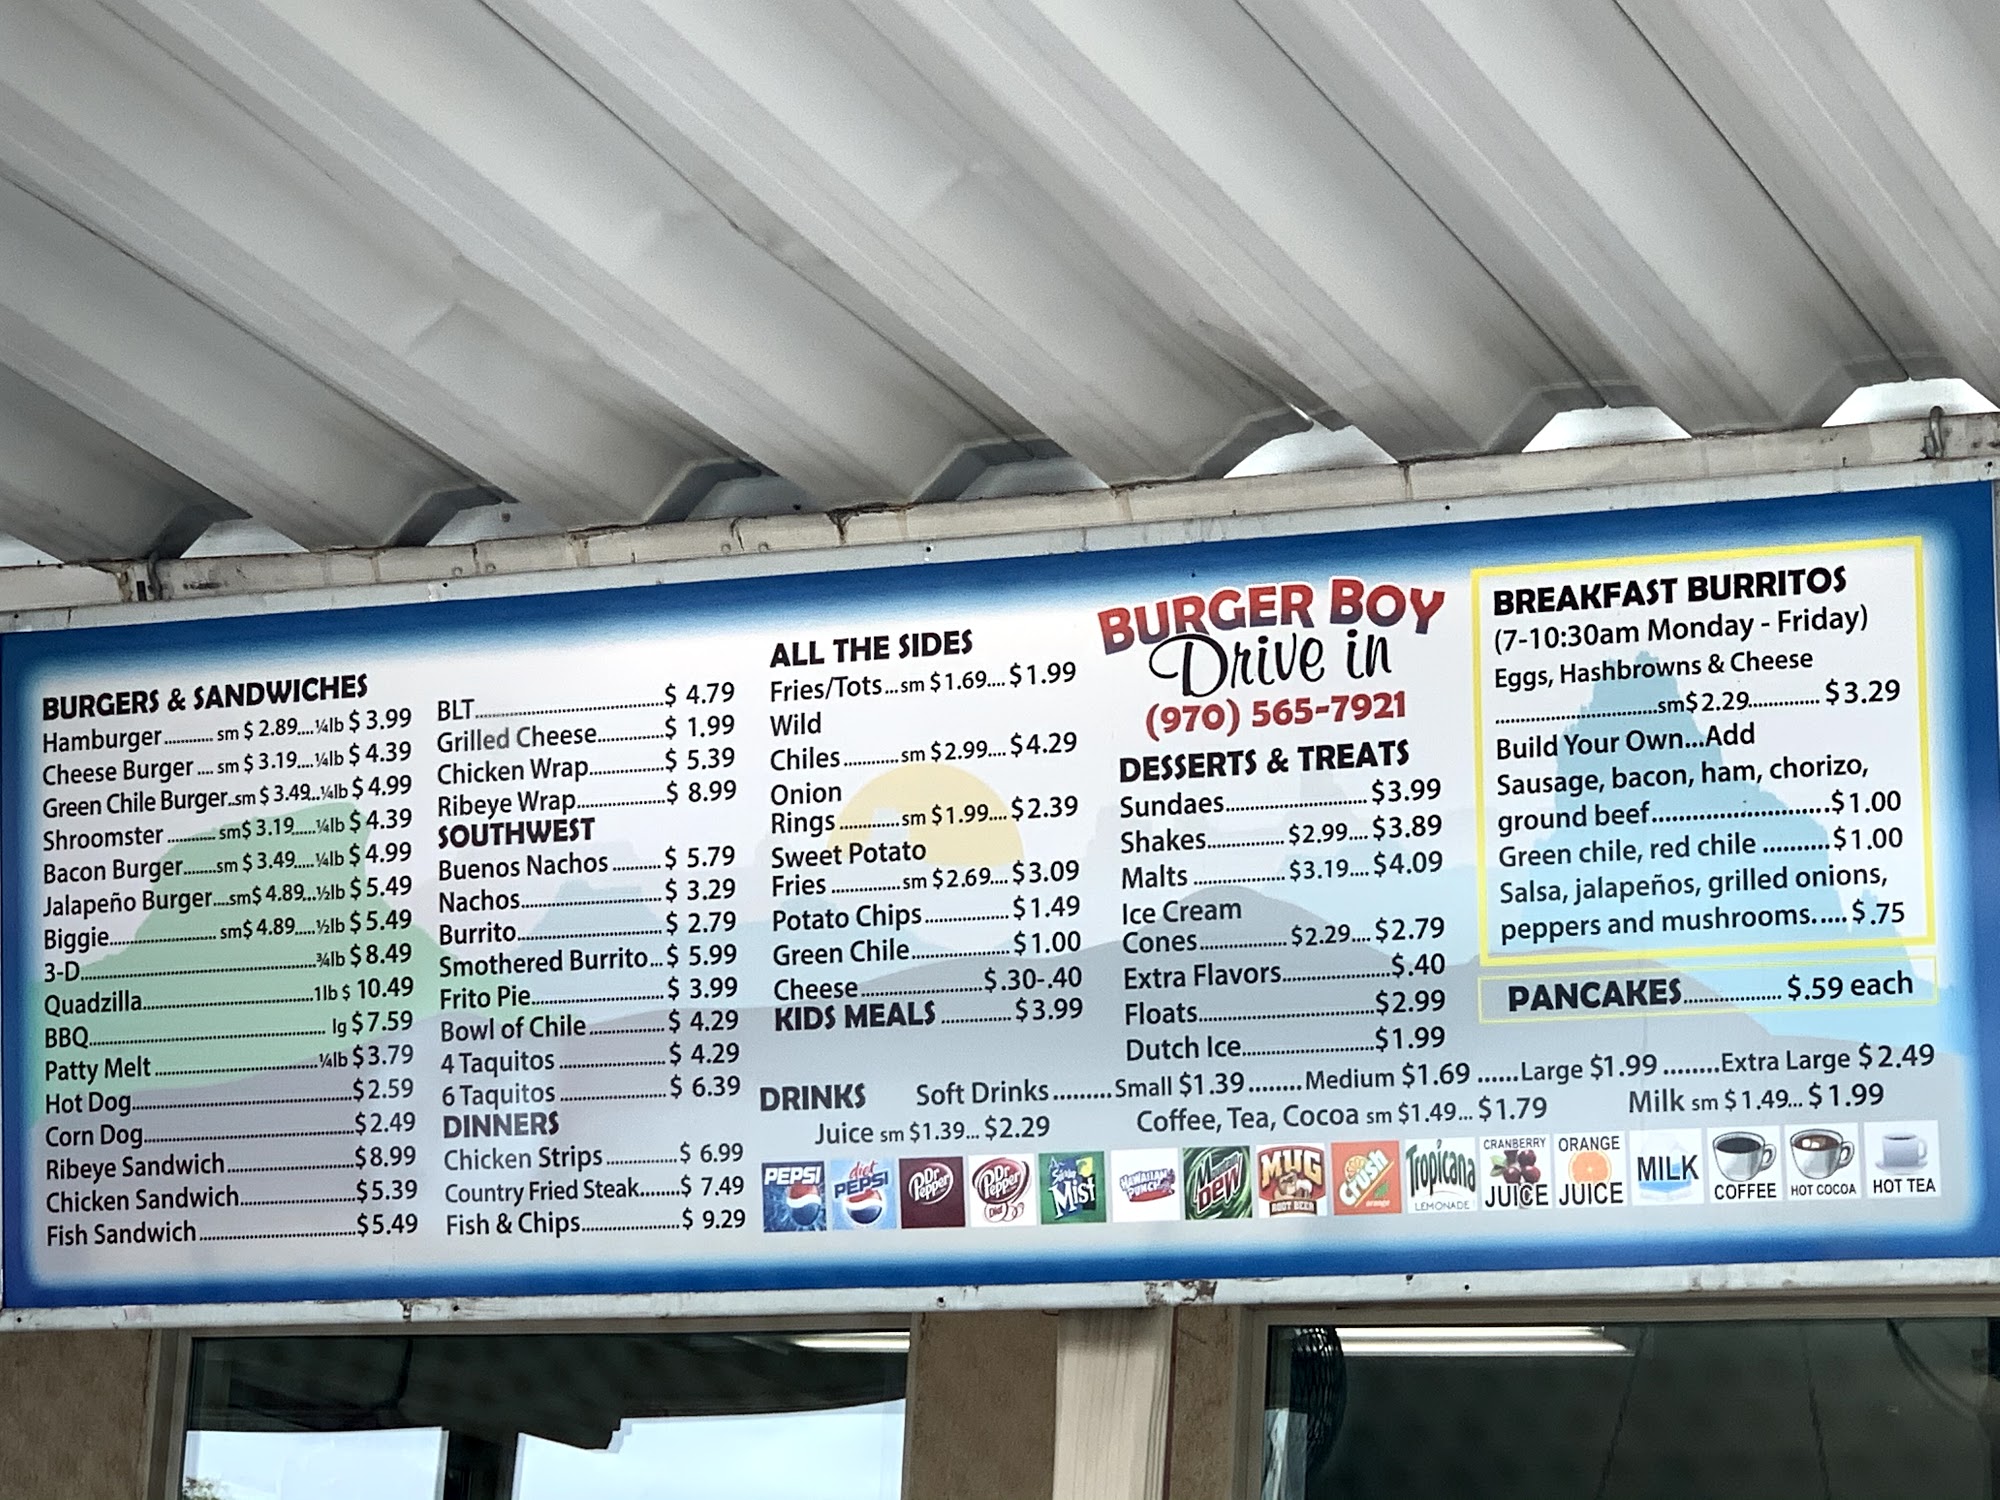 BURGERS & SANDWICHES
Hamburger........... sm $ 2.89....¼lb $ 3.99
Cheese Burger .... sm $ 3.19....¼lb $ 4.39
Green Chile Burger..sm $ 3.49...¼lb $ 4.99
Shroomster .......... sm$ 3.19.....¼lb $ 4.39
Bacon Burger.......sm $ 3.49....¼lb $ 4.99
Jalapeño Burger....sm$ 4.89...½lb $ 5.49
Biggie...................... sm$ 4.89....½lb $ 5.49
3-D................................................¾lb $ 8.49
Quadzilla..................................1lb $ 10.49
BBQ................................................ lg $ 7.59
Patty Melt .................................¼lb $ 3.79
Hot Dog............................................$2.59
Corn Dog..........................................$2.49
Ribeye Sandwich.........................$8.99
Chicken Sandwich.......................$5.39
Fish Sandwich ...............................$5.49
BLT......................................$ 4.79
Grilled Cheese.............$ 1.99
Chicken Wrap..............$ 5.39
Ribeye Wrap................$ 8.99
SOUTHWEST
Buenos Nachos .........$ 5.79
Nachos...........................$ 3.29
Burrito............................$ 2.79
Smothered Burrito...$ 5.99
Frito Pie.........................$ 3.99
Bowl of Chile ..............$ 4.29
4 Taquitos ....................$ 4.29
6 Taquitos ....................$ 6.39
DINNERS
Chicken Strips .............$ 6.99
Country Fried Steak.......$ 7.49
Fish & Chips...................$ 9.29
ALL THE SIDES
Fries/Tots...sm $1.69....$1.99
Wild
Chiles ............sm $2.99....$4.29
Onion
Rings ............sm $1.99....$2.39
Sweet Potato
Fries ..............sm $2.69....$3.09
Potato Chips.................$1.49
Green Chile....................$1.00
Cheese.......................$.30-.40
KIDS MEALS .............$3.99
BURGER BOY
Drive in
(970) 565-7921
DESSERTS & TREATS
Sundaes..........................$3.99
Shakes...............$2.99....$3.89
Malts ..................$3.19....$4.09
Ice Cream
Cones.................$2.29....$2.79
Extra Flavors.....................$.40
Floats................................$2.99
Dutch Ice.........................$1.99
BREAKFAST BURRITOS
(7-10:30am Monday - Friday)
Eggs, Hashbrowns & Cheese
..............................sm$2.29............. $3.29
Build Your Own...Add
Sausage, bacon, ham, chorizo,
ground beef..........................$1.00
Green chile, red chile ..........$1.00
Salsa, jalapeños, grilled onions,
peppers and mushrooms.....$.75
PANCAKES.................. $.59 each
DRINKS Soft Drinks .........Small $1.39........Medium $1.69 ......Large $1.99 ........Extra Large $ 2.49
Juice sm $1.39... $2.29 Coffee, Tea, Cocoa sm $1.49... $1.79 Milk sm $1.49... $ 1.99
PEPSI
diet PEPSI
Dr Pepper
Dr Pepper Diet
Sierra Mist
HAWAIIAN PUNCH
Mountain Dew
MUG ROOT BEER
Crush orange
Tropicana LEMONADE
CRANBERRY JUICE
ORANGE JUICE
MILK
COFFEE
HOT COCOA
HOT TEA